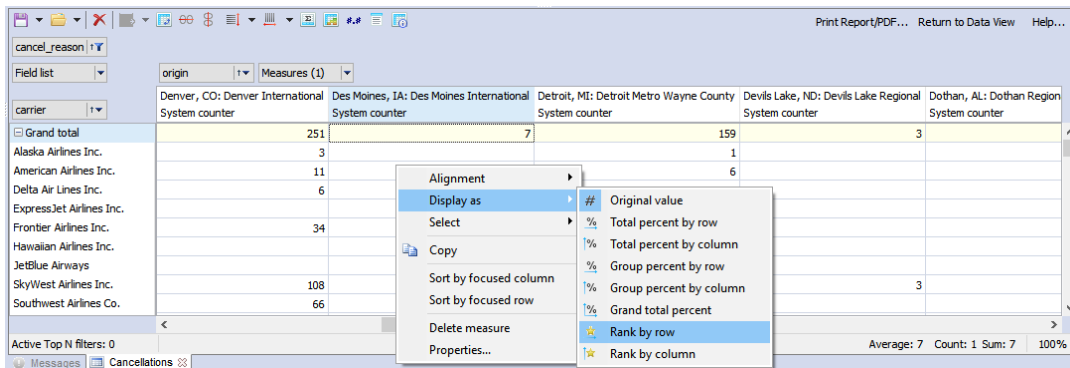 Print Report/PDF... Return to Data View Help...
cancel_reason
Field list origin Measures (1)
carrier
Denver, CO: Denver International Des Moines, IA: Des Moines International Detroit, MI: Detroit Metro Wayne County Devils Lake, ND: Devils Lake Regional Dothan, AL: Dothan Region
System counter System counter System counter System counter System counter
Grand total 251 7 159 3
Alaska Airlines Inc. 3 1
American Airlines Inc. 11 6
Delta Air Lines Inc. 6
ExpressJet Airlines Inc.
Frontier Airlines Inc. 34
Hawaiian Airlines Inc.
JetBlue Airways
SkyWest Airlines Inc. 108 3
Southwest Airlines Co. 66
Alignment
Display as
Select
Copy
Sort by focused column
Sort by focused row
Delete measure
Properties...
# Original value
% Total percent by row
% Total percent by column
% Group percent by row
% Group percent by column
% Grand total percent
Rank by row
Rank by column
Active Top N filters: 0 Average: 7 Count: 1 Sum: 7 100%
Messages Cancellations